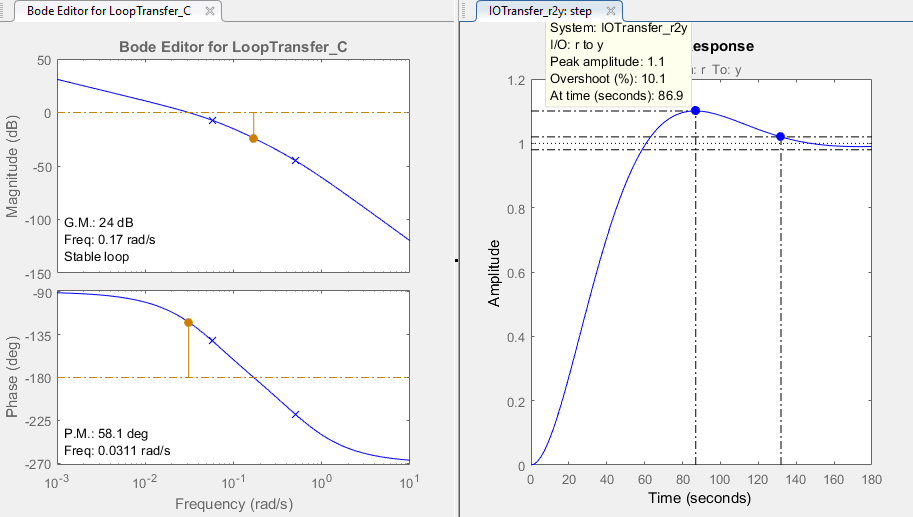 Bode Editor for LoopTransfer_C
IOTransfer_r2y: step
Bode Editor for LoopTransfer_C
Magnitude (dB)
50
0
-50
-100
-150
G.M.: 24 dB
Freq: 0.17 rad/s
Stable loop
Phase (deg)
-90
-135
-180
-225
-270
P.M.: 58.1 deg
Freq: 0.0311 rad/s
10-3
10-2
10-1
100
101
Frequency (rad/s)
System: IOTransfer_r2y
I/O: r to y
Peak amplitude: 1.1
Overshoot (%): 10.1
At time (seconds): 86.9
esponse
: r To: y
Amplitude
1.2
1
0.8
0.6
0.4
0.2
0
0 20 40 60 80 100 120 140 160 180
Time (seconds)